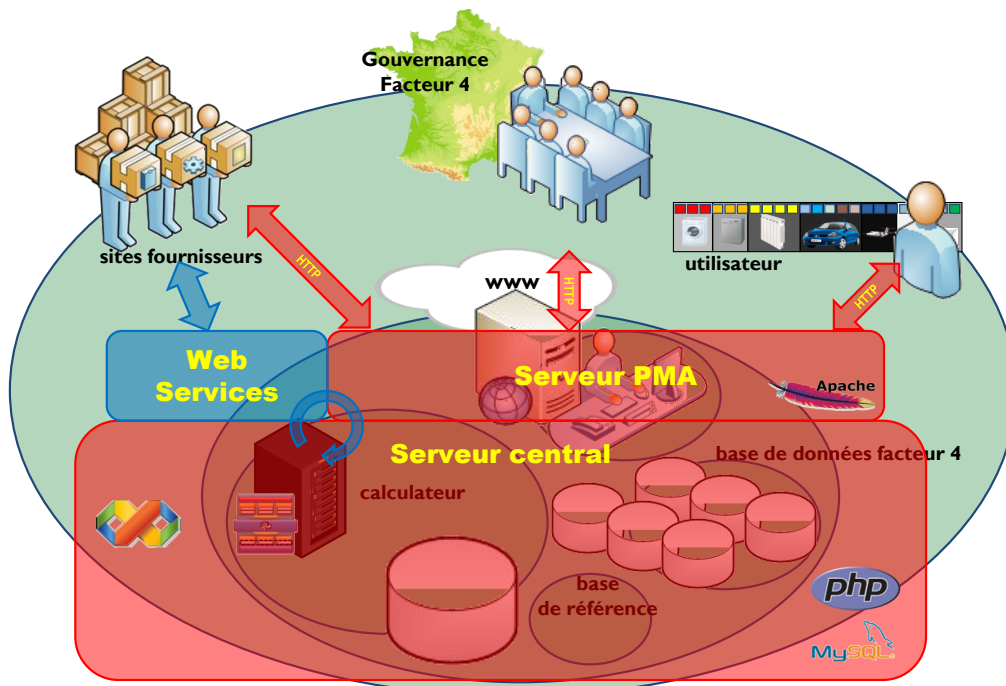 Gouvernance
Facteur 4
sites fournisseurs
utilisateur
HTTP
HTTP
HTTP
www
Web
Services
Serveur PMA
Apache
Serveur central
base de données facteur 4
calculateur
base
de référence
php
MySQL